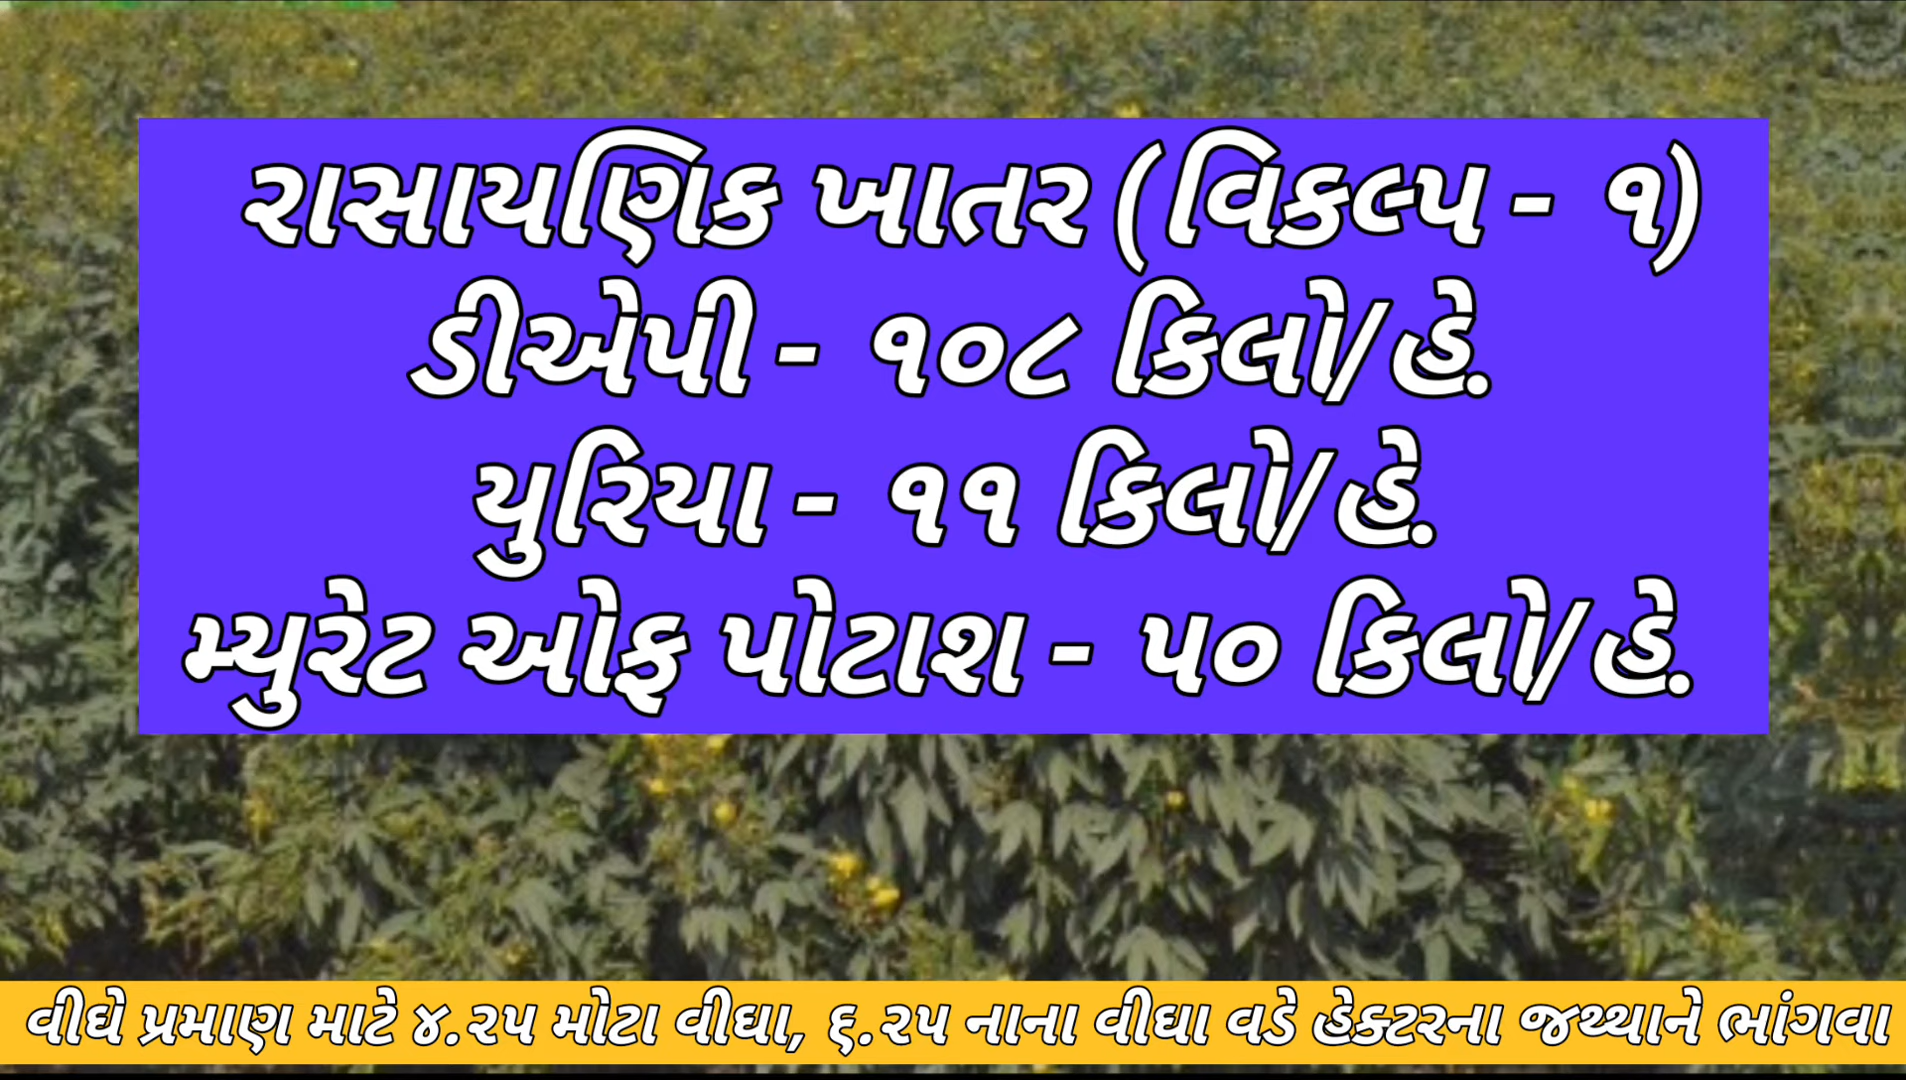 રાસાયણિક ખાતર (વિકલ્પ - ૧)
ડીએપી - ૧૦૮ કિલો/હે.
યુરિયા - ૧૧ કિલો/હે.
મ્યુરેટ ઓફ પોટાશ - ૫૦ કિલો/હે.
વીઘે પ્રમાણ માટે ૪.૨૫ મોટા વીઘા, ૬.૨૫ નાના વીઘા વડે હેક્ટરના જથ્થાને ભાંગવા